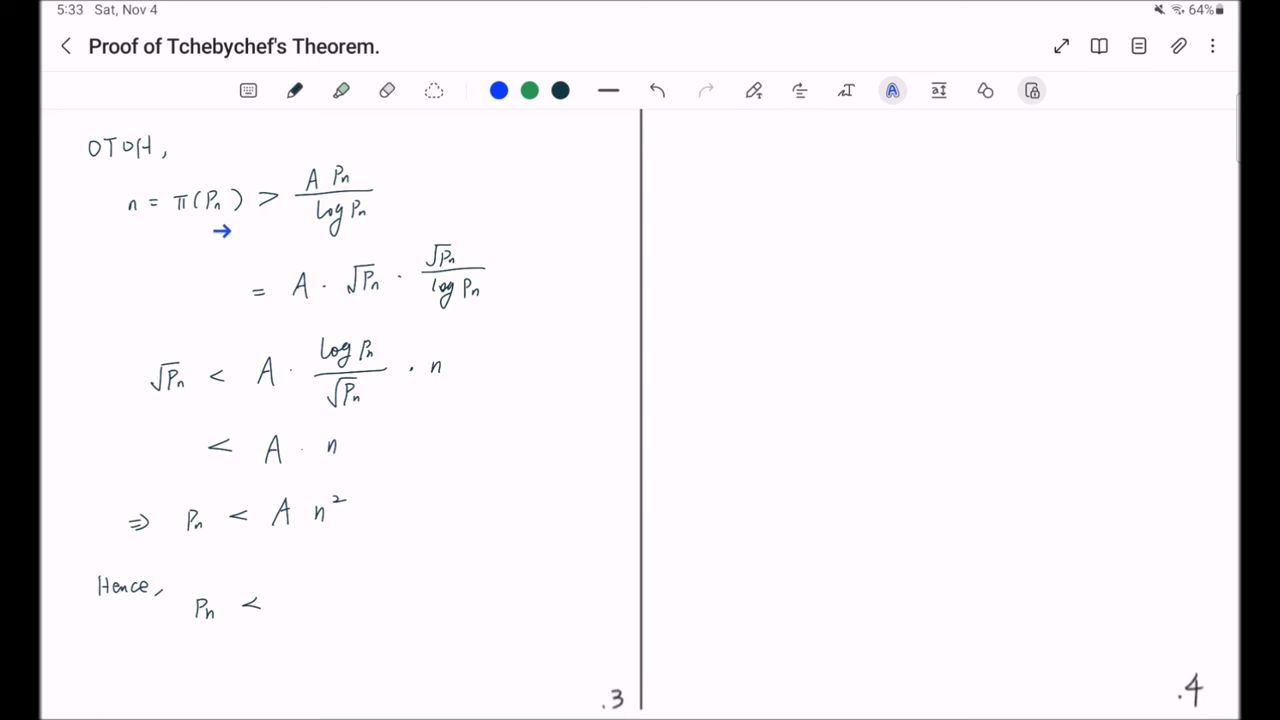 5:33 Sat, Nov 4
64%
Proof of Tchebychef's Theorem.
OTOH,
n = π(Pn) > A Pn / log Pn
= A · √Pn · √Pn / log Pn
√Pn < A · log Pn / √Pn · n
< A · n
⇒ Pn < A n²
Hence,
Pn <
.3
.4